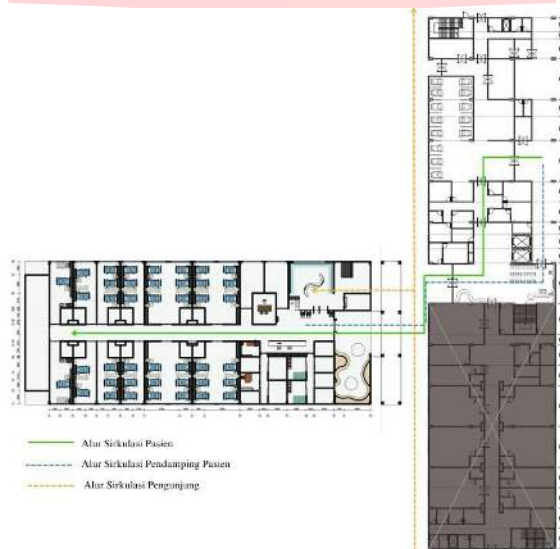 Alur Sirkulasi Pasien
Alur Sirkulasi Pendamping Pasien
Alur Sirkulasi Pengunjung